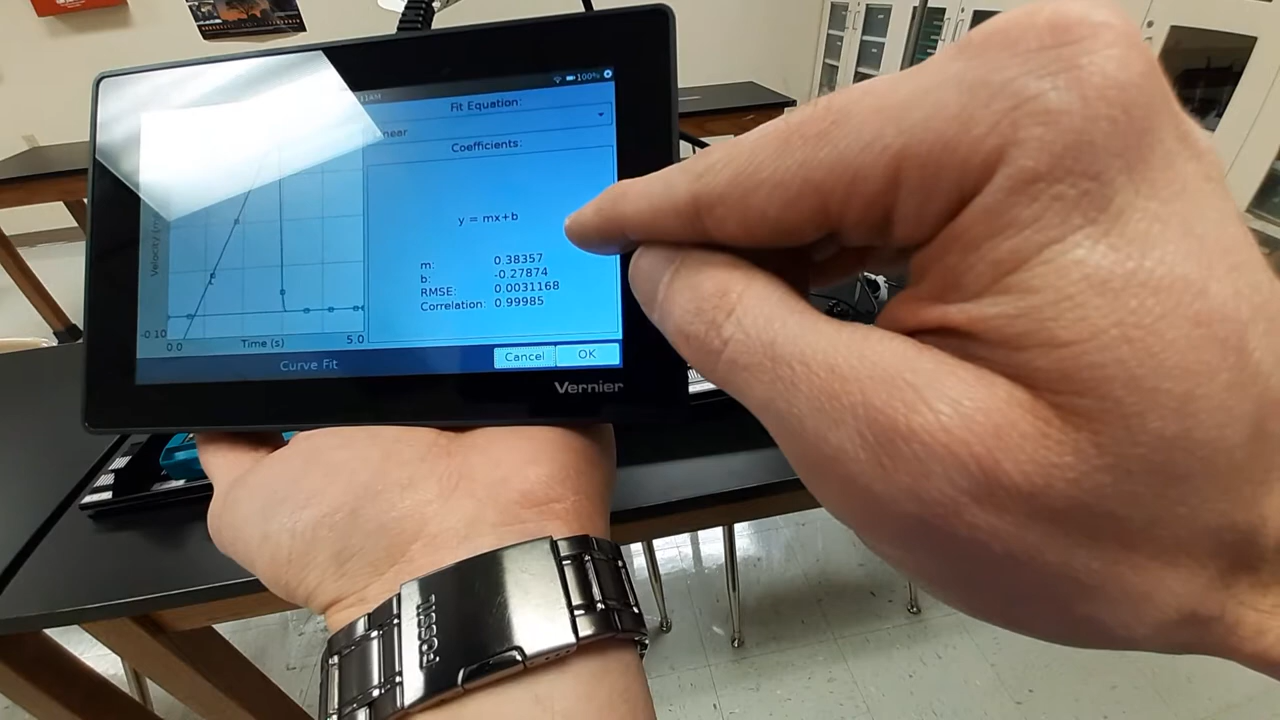 100%
Fit Equation:
Coefficients:
y = mx+b
m: 0.38357
b: -0.27874
RMSE: 0.0031168
Correlation: 0.99985
Velocity
-0.10
0.0
Time (s)
5.0
Curve Fit
Cancel
OK
Vernier
FOSSIL